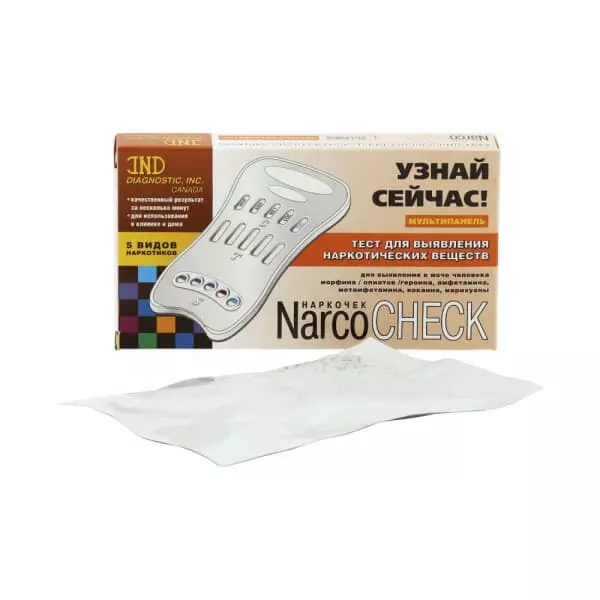 NARCO
IND
DIAGNOSTIC, INC.
CANADA
• качественный результат
за несколько минут
• для использования
в клинике и дома
5 ВИДОВ
НАРКОТИКОВ
УЗНАЙ
СЕЙЧАС!
МУЛЬТИПАНЕЛЬ
ТЕСТ ДЛЯ ВЫЯВЛЕНИЯ
НАРКОТИЧЕСКИХ ВЕЩЕСТВ
для выявления в моче человека
морфина / опиатов /героина, амфетамина,
метамфетамина, кокаина, марихуаны
НАРКОЧЕК
NarcoCHECK
T
S